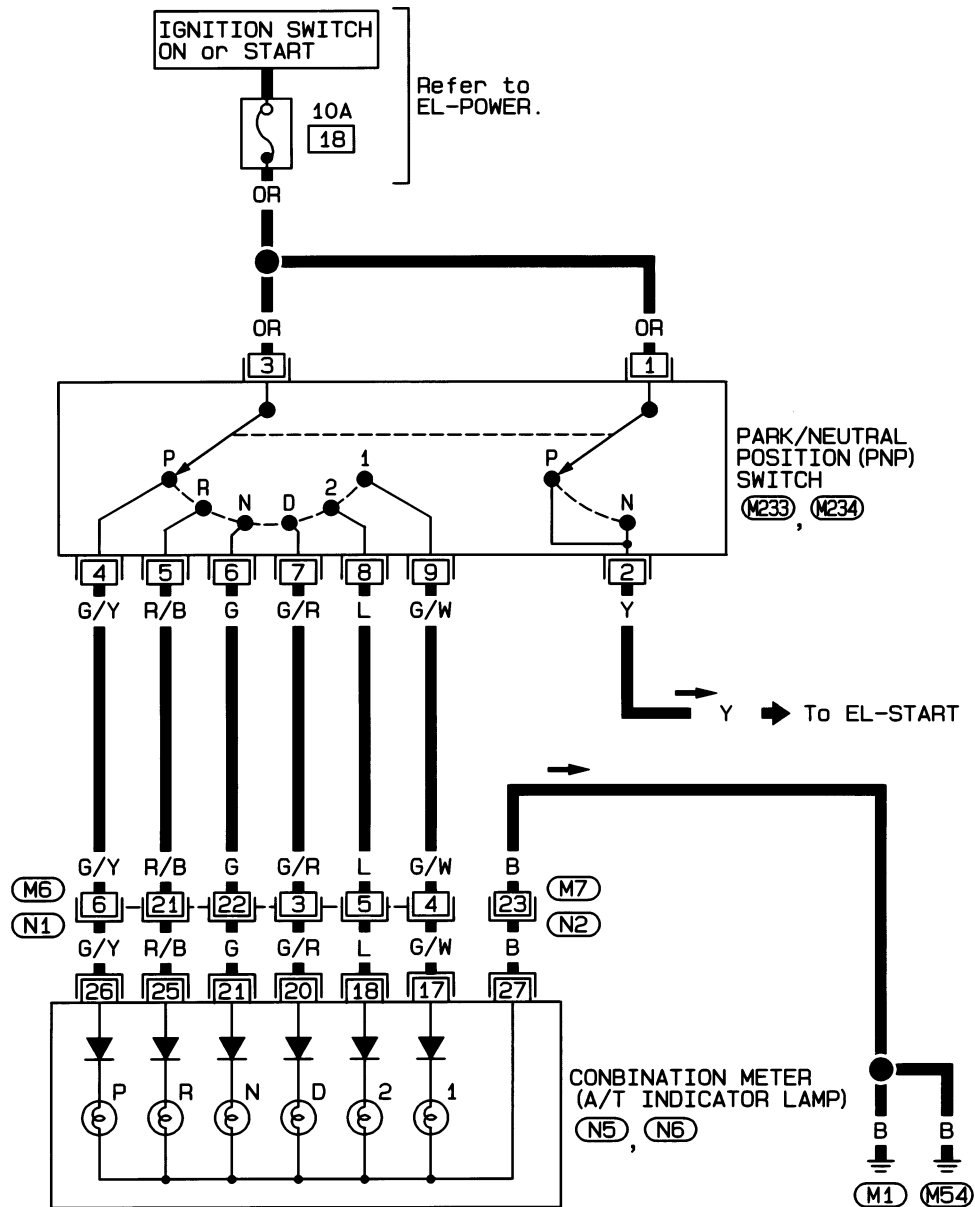 IGNITION SWITCH
ON or START
Refer to
EL-POWER.
10A
18
OR
OR OR
3 1
P R N D 2 1
P N
PARK/NEUTRAL
POSITION (PNP)
SWITCH
M233 , M234
4 5 6 7 8 9 2
G/Y R/B G G/R L G/W Y
Y To EL-START
G/Y R/B G G/R L G/W B
M6 M7
6 21 22 3 5 4 23
N1 N2
G/Y R/B G G/R L G/W B
26 25 21 20 18 17 27
P R N D 2 1
CONBINATION METER
(A/T INDICATOR LAMP)
N5 , N6
B B
M1 M54